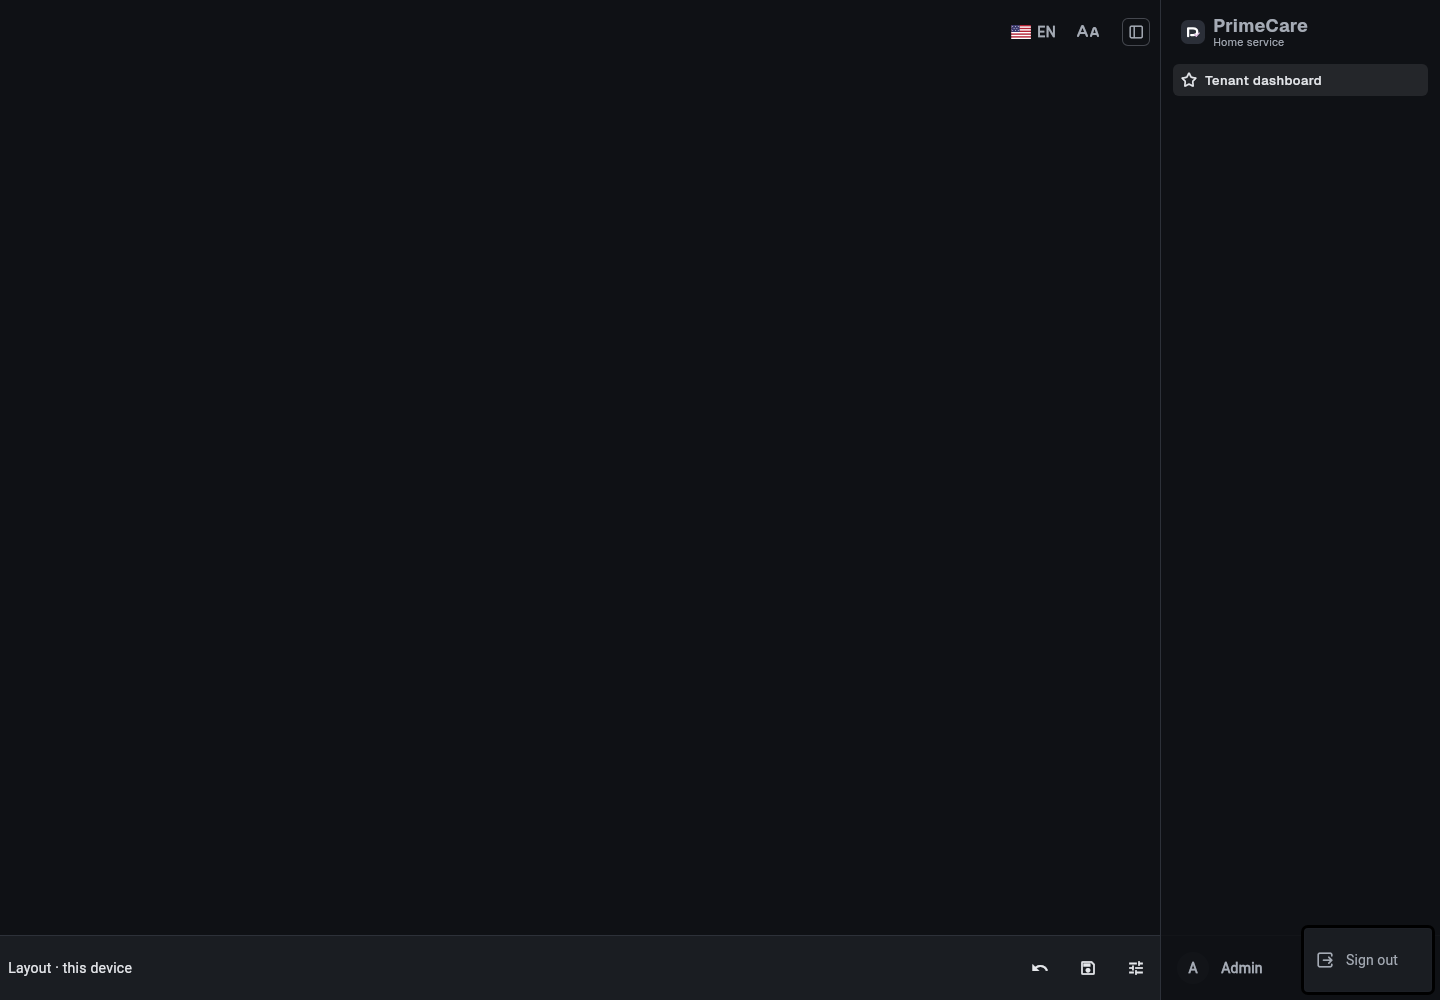 EN
AA
PrimeCare
Home service
Tenant dashboard
Layout · this device
A
Admin
Sign out